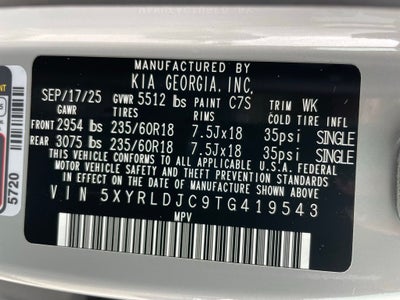 MFD BY
KIA GEORGIA, INC.
SEP/17/25 GVWR 5512 lbs PAINT C7S TRIM WK
GAWR TIRES RIMS COLD TIRE INFL
FRONT 2954 lbs 235/60R18 7.5Jx18 35psi SINGLE
REAR 3075 lbs 235/60R18 7.5Jx18 35psi SINGLE
THIS VEHICLE CONFORMS TO ALL APPLICABLE U.S.A. FEDERAL
MOTOR VEHICLE SAFETY, BUMPER, AND THEFT PREVENTION
STANDARDS IN EFFECT ON THE DATE OF MANUFACTURE SHOWN ABOVE
VIN 5XYRLDJC9TG419543
MPV
5720